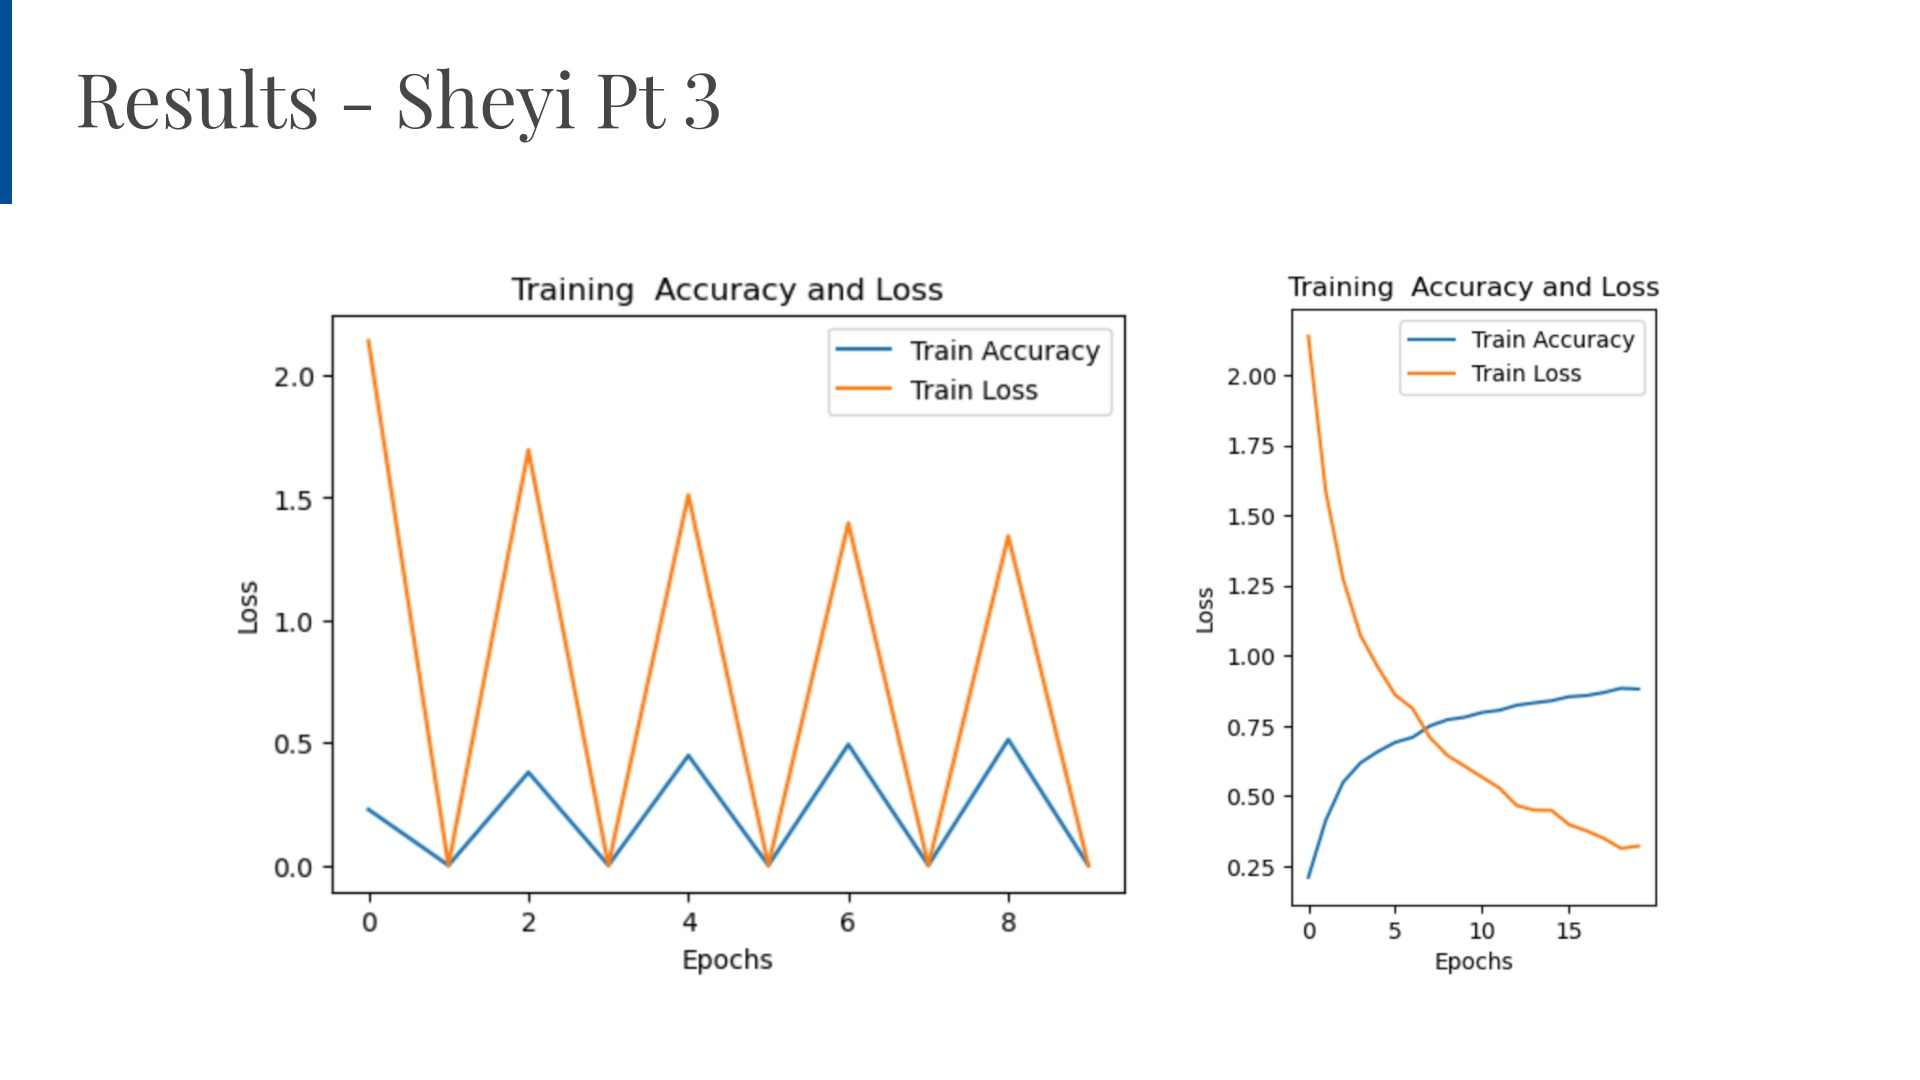 Results - Sheyi Pt 3
Training  Accuracy and Loss
Train Accuracy
Train Loss
2.0
1.5
1.0
0.5
0.0
Loss
0 2 4 6 8
Epochs
Training  Accuracy and Loss
Train Accuracy
Train Loss
2.00
1.75
1.50
1.25
1.00
0.75
0.50
0.25
Loss
0 5 10 15
Epochs